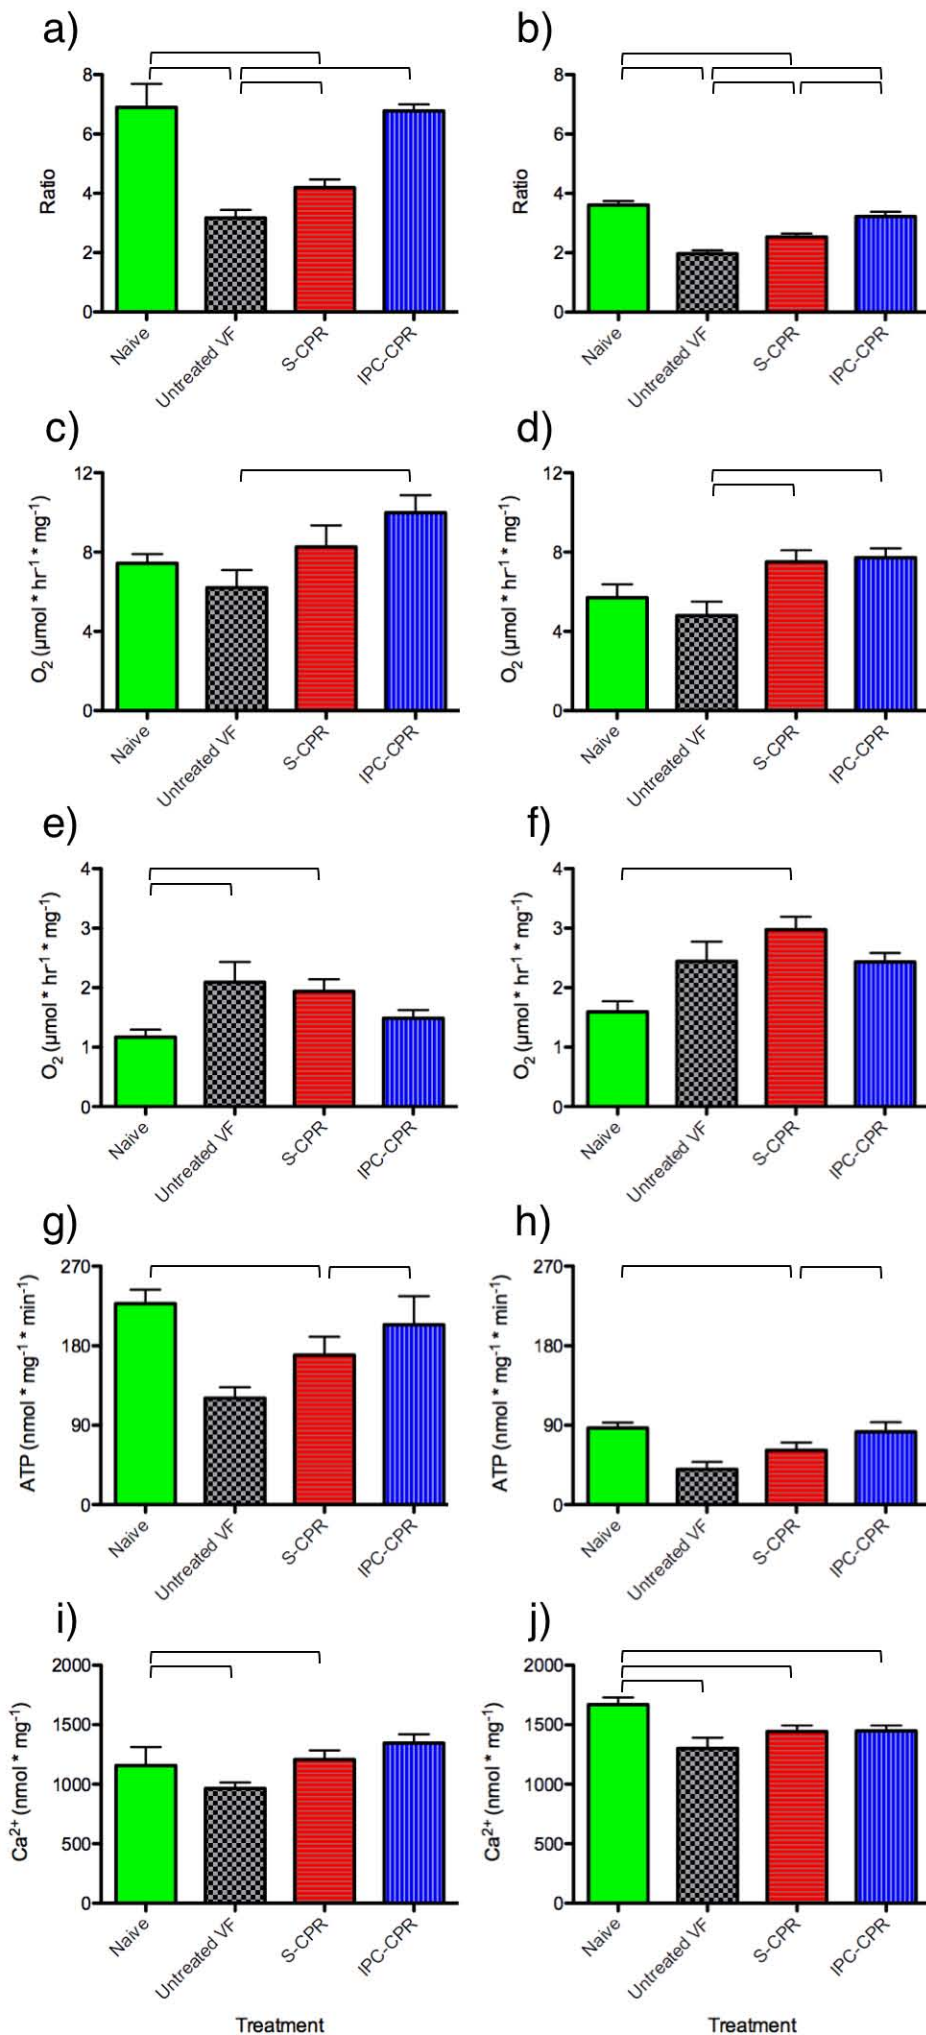 a)
8
6
4
2
0
Ratio
Naive
Untreated VF
S-CPR
IPC-CPR
b)
8
6
4
2
0
Ratio
Naive
Untreated VF
S-CPR
IPC-CPR
c)
12
8
4
0
O₂ (µmol * hr⁻¹ * mg⁻¹)
Naive
Untreated VF
S-CPR
IPC-CPR
d)
12
8
4
0
O₂ (µmol * hr⁻¹ * mg⁻¹)
Naive
Untreated VF
S-CPR
IPC-CPR
e)
4
3
2
1
0
O₂ (µmol * hr⁻¹ * mg⁻¹)
Naive
Untreated VF
S-CPR
IPC-CPR
f)
4
3
2
1
0
O₂ (µmol * hr⁻¹ * mg⁻¹)
Naive
Untreated VF
S-CPR
IPC-CPR
g)
270
180
90
0
ATP (nmol * mg⁻¹ * min⁻¹)
Naive
Untreated VF
S-CPR
IPC-CPR
h)
270
180
90
0
ATP (nmol * mg⁻¹ * min⁻¹)
Naive
Untreated VF
S-CPR
IPC-CPR
i)
2000
1500
1000
500
0
Ca²⁺ (nmol * mg⁻¹)
Naive
Untreated VF
S-CPR
IPC-CPR
Treatment
j)
2000
1500
1000
500
0
Ca²⁺ (nmol * mg⁻¹)
Naive
Untreated VF
S-CPR
IPC-CPR
Treatment